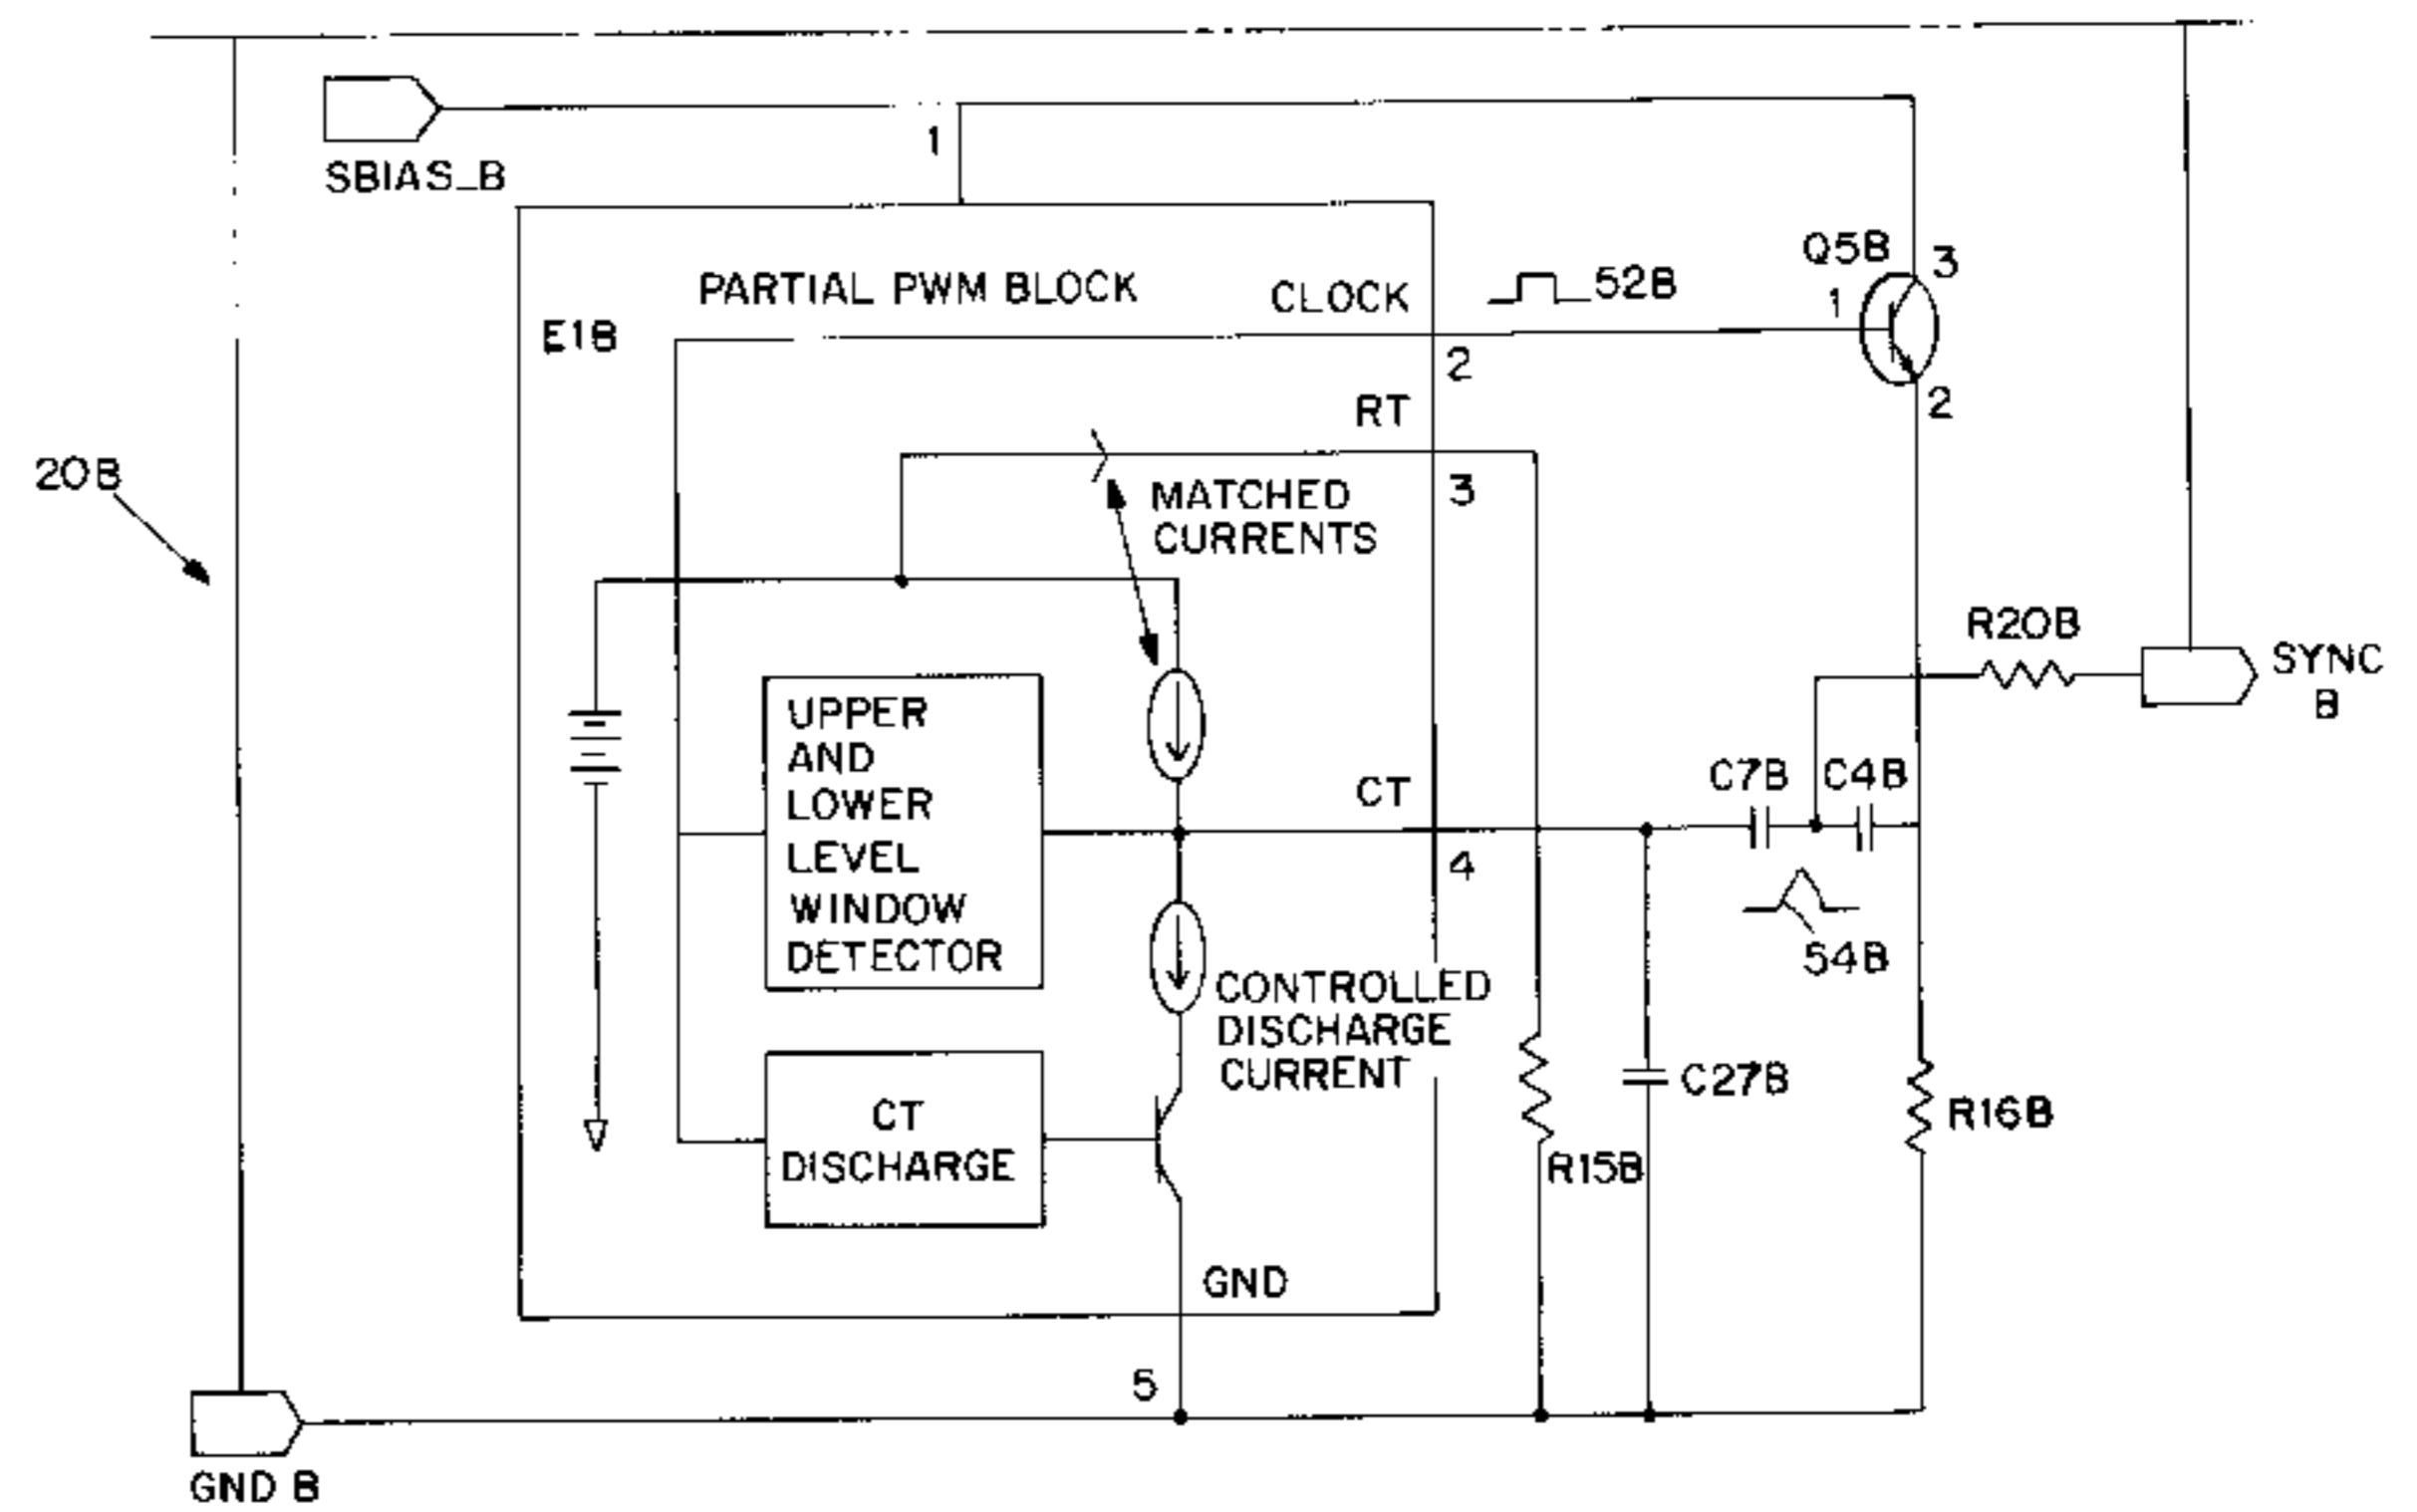 SBIAS_B
1
PARTIAL PWM BLOCK
CLOCK
52B
Q5B
3
1
E1B
2
2
RT
3
20B
MATCHED
CURRENTS
R20B
SYNC
B
UPPER
AND
LOWER
LEVEL
WINDOW
DETECTOR
CT
4
C7B
C4B
54B
CONTROLLED
DISCHARGE
CURRENT
C27B
R16B
CT
DISCHARGE
R15B
GND
5
GND B